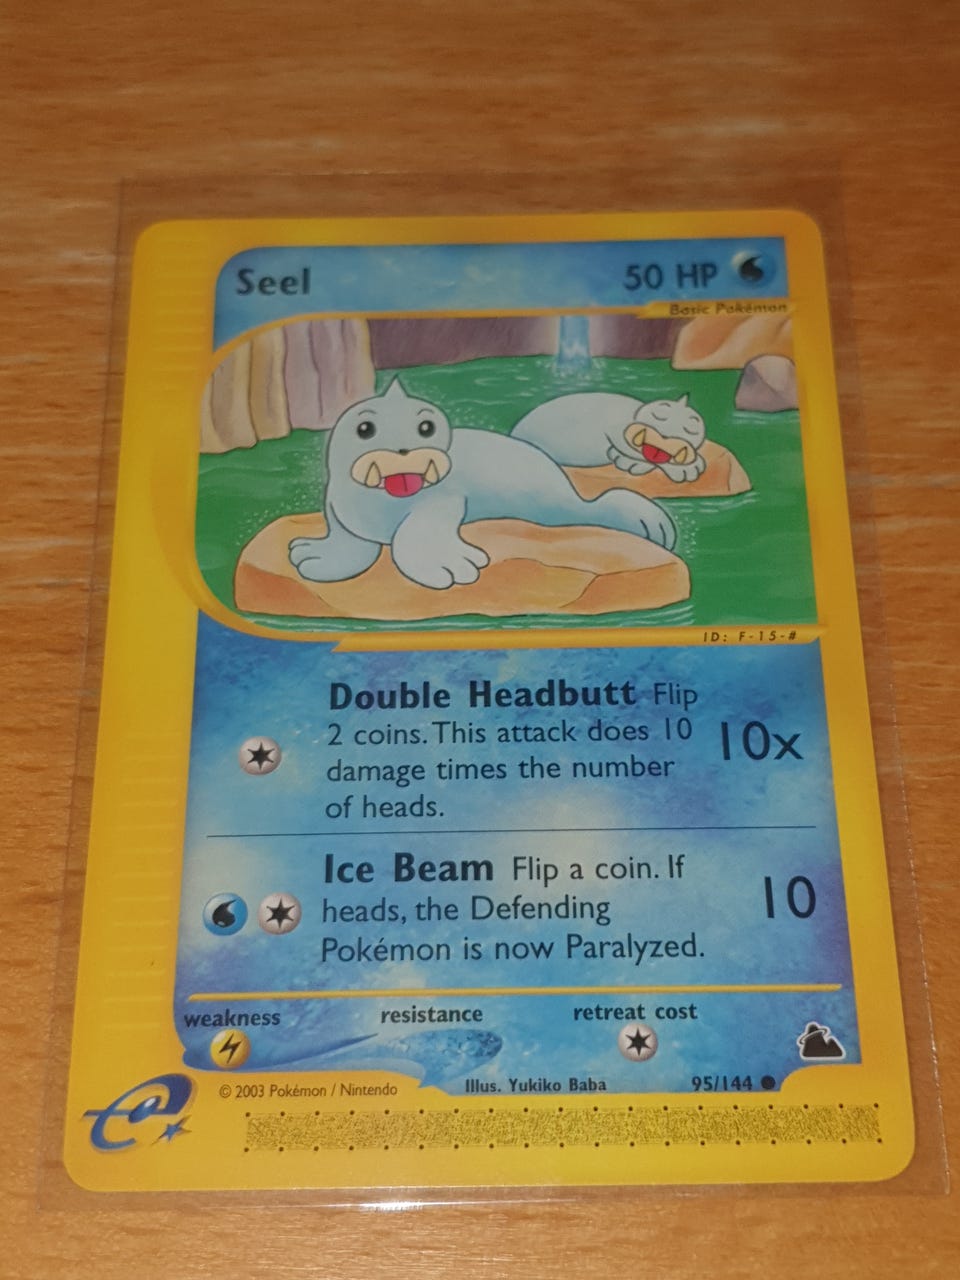 Seel 50 HP
Basic Pokémon
ID: F-15-#
Double Headbutt Flip
2 coins. This attack does 10
damage times the number
of heads.
10x
Ice Beam Flip a coin. If
heads, the Defending
Pokémon is now Paralyzed.
10
weakness resistance retreat cost
© 2003 Pokémon / Nintendo Illus. Yukiko Baba 95/144
e